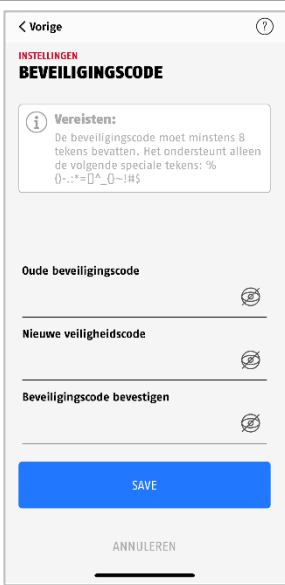 < Vorige
?
INSTELLINGEN
BEVEILIGINGSCODE
i
Vereisten:
De beveiligingscode moet minstens 8
tekens bevatten. Het ondersteunt alleen
de volgende speciale tekens: %
{}-.:*=[]^_{}~!#$
Oude beveiligingscode
Nieuwe veiligheidscode
Beveiligingscode bevestigen
SAVE
ANNULEREN